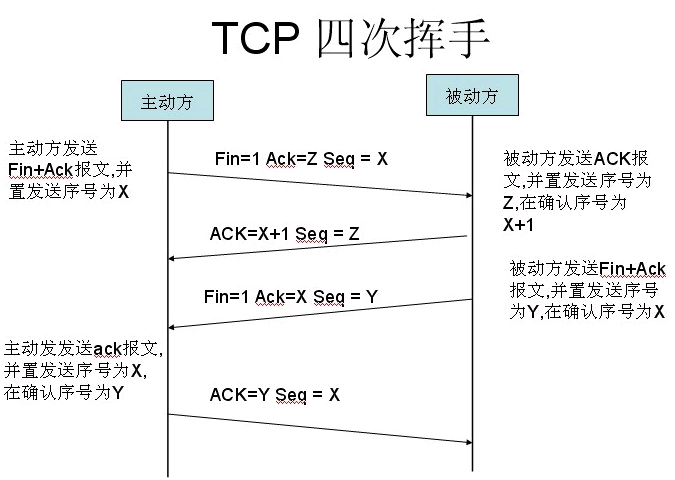 TCP 四次挥手
主动方
被动方
主动方发送
Fin+Ack报文,并
置发送序号为X
Fin=1 Ack=Z Seq = X
被动方发送ACK报
文,并置发送序号为
Z,在确认序号为
X+1
ACK=X+1 Seq = Z
被动方发送Fin+Ack
报文,并置发送序号
为Y,在确认序号为X
Fin=1 Ack=X Seq = Y
主动发发送ack报文,
并置发送序号为X,
在确认序号为Y
ACK=Y Seq = X